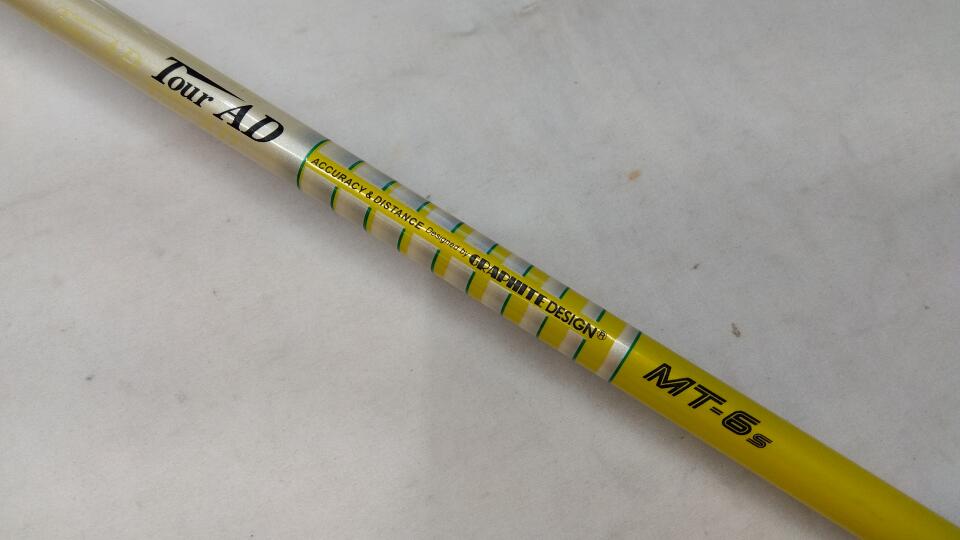 Tour AD
ACCURACY & DISTANCE Designed by GRAPHITE DESIGN®
MT-6s